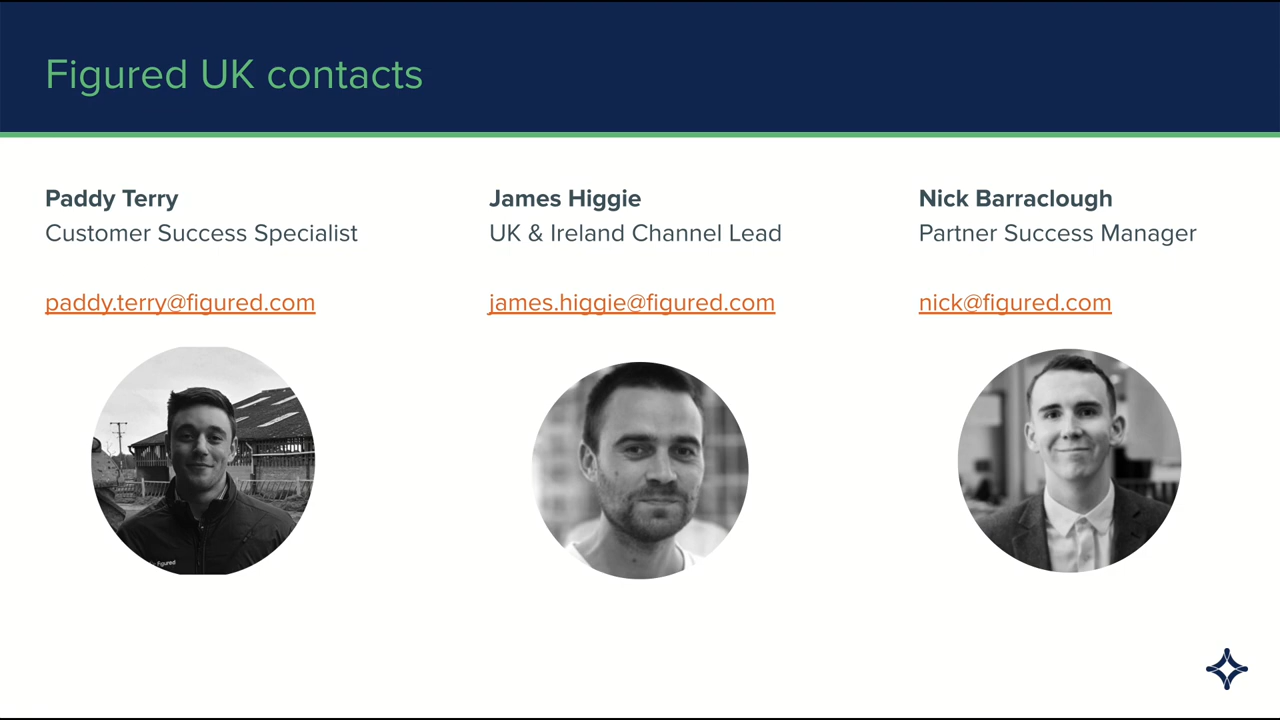 Figured UK contacts
Paddy Terry
Customer Success Specialist
paddy.terry@figured.com
James Higgie
UK & Ireland Channel Lead
james.higgie@figured.com
Nick Barraclough
Partner Success Manager
nick@figured.com
Figured